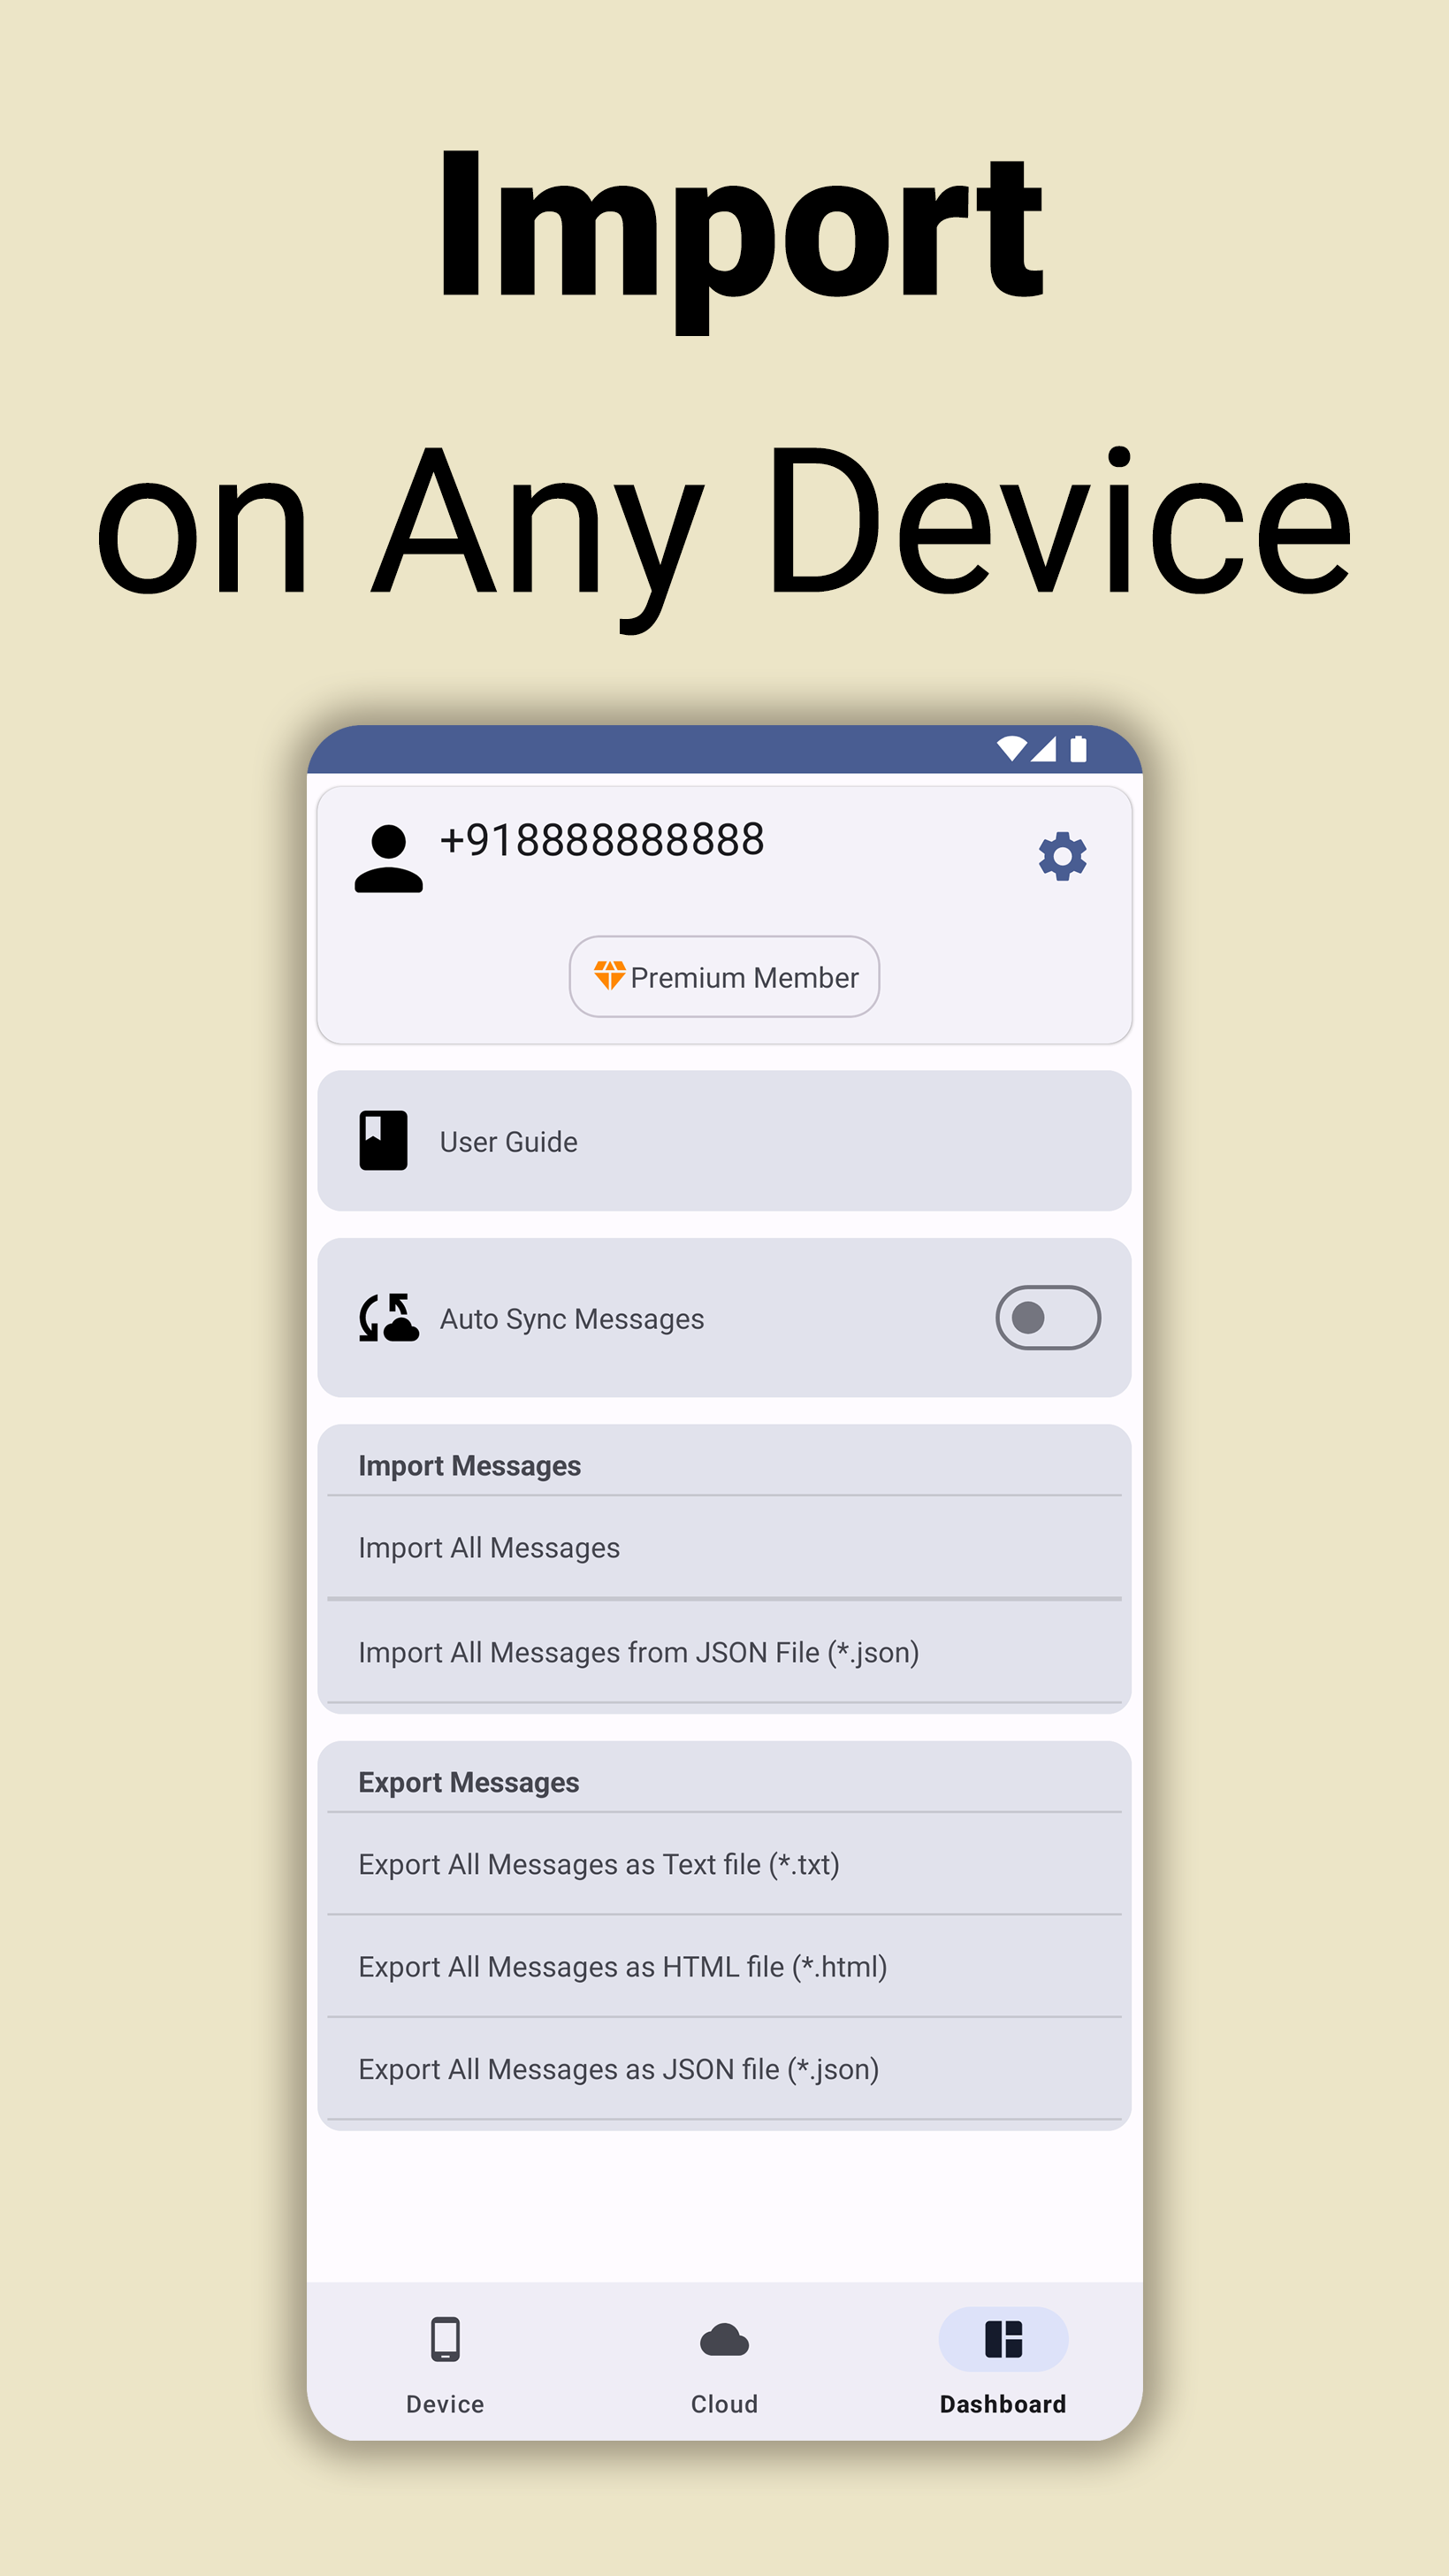 Import
on Any Device
+918888888888
Premium Member
User Guide
Auto Sync Messages
Import Messages
Import All Messages
Import All Messages from JSON File (*.json)
Export Messages
Export All Messages as Text file (*.txt)
Export All Messages as HTML file (*.html)
Export All Messages as JSON file (*.json)
Device
Cloud
Dashboard